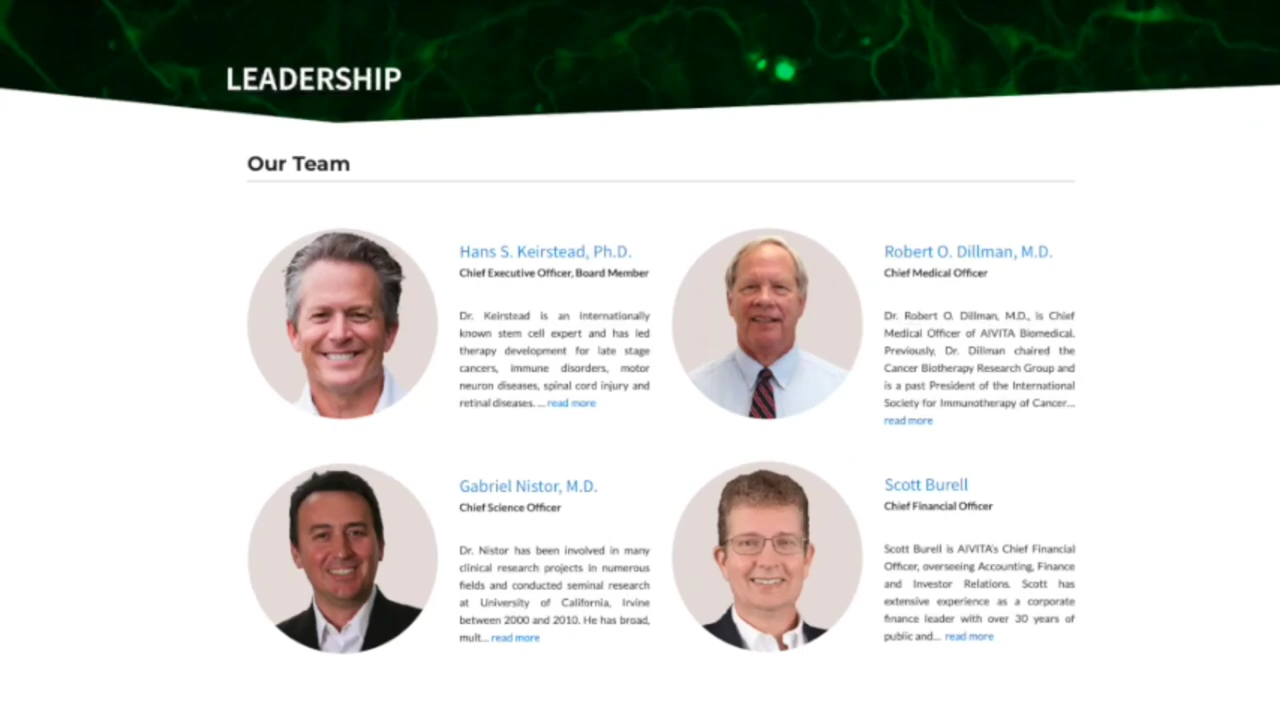 LEADERSHIP
Our Team
Hans S. Keirstead, Ph.D.
Chief Executive Officer, Board Member
Dr. Keirstead is an internationally
known stem cell expert and has led
therapy development for late stage
cancers, immune disorders, motor
neuron diseases, spinal cord injury and
retinal diseases. ... read more
Robert O. Dillman, M.D.
Chief Medical Officer
Dr. Robert O. Dillman, M.D., is Chief
Medical Officer of AIVITA Biomedical.
Previously, Dr. Dillman chaired the
Cancer Biotherapy Research Group and
is a past President of the International
Society for Immunotherapy of Cancer...
read more
Gabriel Nistor, M.D.
Chief Science Officer
Dr. Nistor has been involved in many
clinical research projects in numerous
fields and conducted seminal research
at University of California, Irvine
between 2000 and 2010. He has broad,
mult... read more
Scott Burell
Chief Financial Officer
Scott Burell is AIVITA's Chief Financial
Officer, overseeing Accounting, Finance
and Investor Relations. Scott has
extensive experience as a corporate
finance leader with over 30 years of
public and... read more